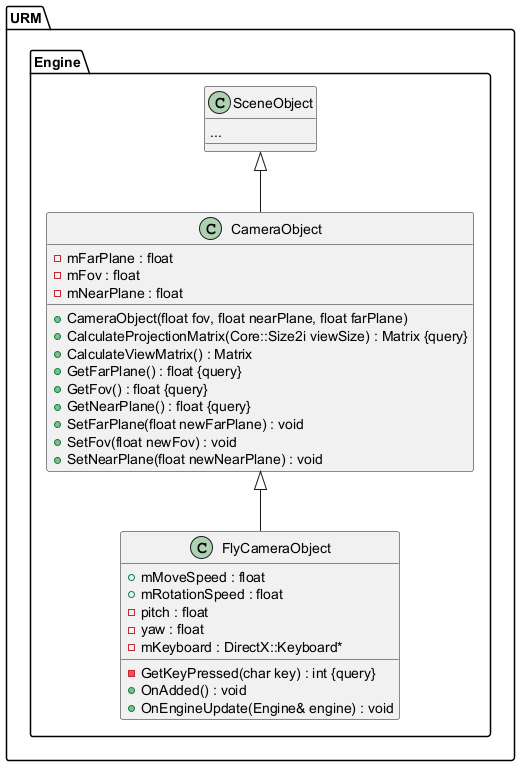 URM
Engine
C SceneObject
...
C CameraObject
mFarPlane : float
mFov : float
mNearPlane : float
CameraObject(float fov, float nearPlane, float farPlane)
CalculateProjectionMatrix(Core::Size2i viewSize) : Matrix {query}
CalculateViewMatrix() : Matrix
GetFarPlane() : float {query}
GetFov() : float {query}
GetNearPlane() : float {query}
SetFarPlane(float newFarPlane) : void
SetFov(float newFov) : void
SetNearPlane(float newNearPlane) : void
C FlyCameraObject
mMoveSpeed : float
mRotationSpeed : float
pitch : float
yaw : float
mKeyboard : DirectX::Keyboard*
GetKeyPressed(char key) : int {query}
OnAdded() : void
OnEngineUpdate(Engine& engine) : void